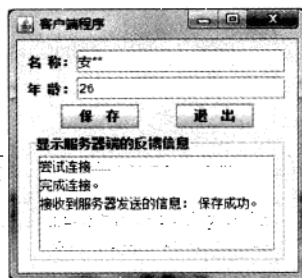 客户端程序
名 称： 安**
年 龄： 26
保 存 退 出
显示服务器端的反馈信息
尝试连接......
完成连接。
接收到服务器发送的信息： 保存成功。